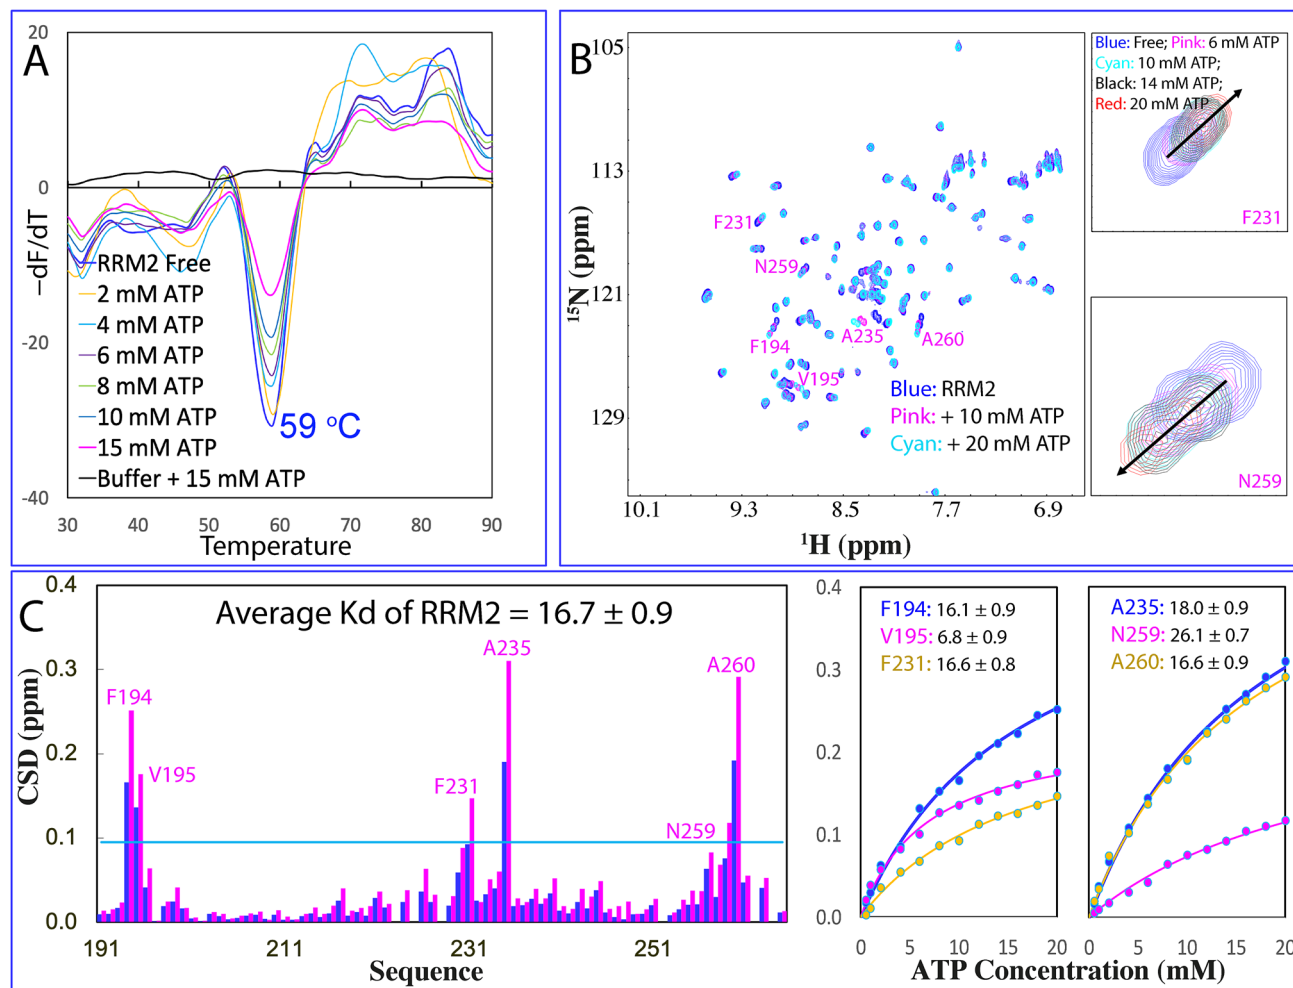 A
20
0
-20
-40
–dF/dT
RRM2 Free
2 mM ATP
4 mM ATP
6 mM ATP
8 mM ATP
10 mM ATP
15 mM ATP
Buffer + 15 mM ATP
59 °C
30 40 50 60 70 80 90
Temperature
B
105
113
121
129
¹⁵N (ppm)
F231
N259
F194
A235
A260
V195
Blue: RRM2
Pink: + 10 mM ATP
Cyan: + 20 mM ATP
10.1 9.3 8.5 7.7 6.9
¹H (ppm)
Blue: Free; Pink: 6 mM ATP
Cyan: 10 mM ATP;
Black: 14 mM ATP;
Red: 20 mM ATP
F231
N259
C
Average Kd of RRM2 = 16.7 ± 0.9
0.4
0.3
0.2
0.1
0.0
CSD (ppm)
F194
V195
F231
A235
N259
A260
191 211 231 251
Sequence
0.4
0.3
0.2
0.1
0.0
F194: 16.1 ± 0.9
V195: 6.8 ± 0.9
F231: 16.6 ± 0.8
A235: 18.0 ± 0.9
N259: 26.1 ± 0.7
A260: 16.6 ± 0.9
0 5 10 15 20
0 5 10 15 20
ATP Concentration (mM)